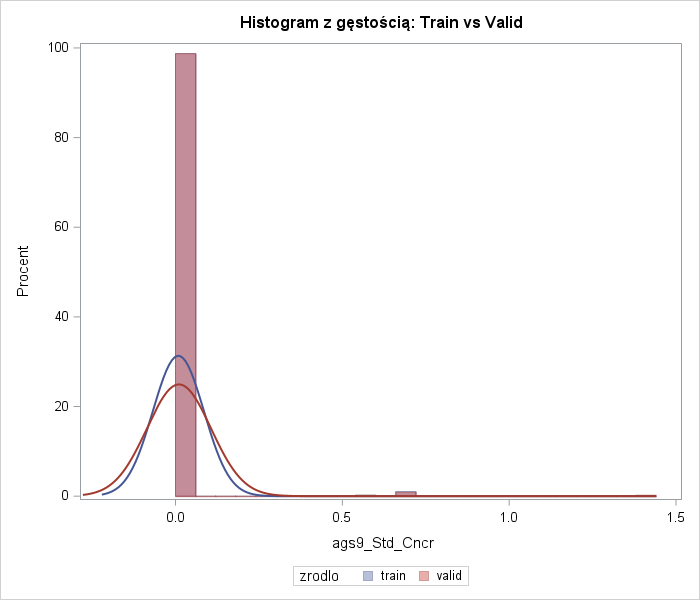 Histogram z gęstością: Train vs Valid
Procent
100
80
60
40
20
0
0.0 0.5 1.0 1.5
ags9_Std_Cncr
zrodlo train valid